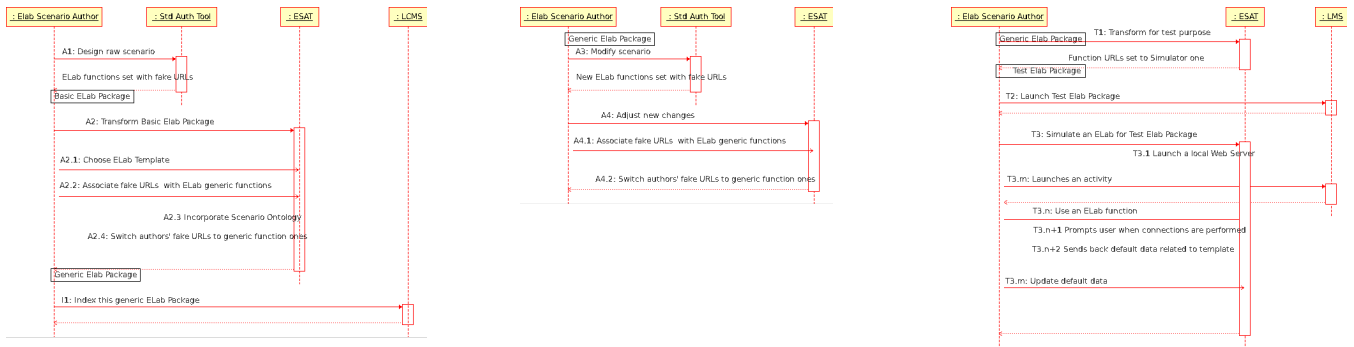 : Elab Scenario Author
: Std Auth Tool
: ESAT
: LCMS
A1: Design raw scenario
ELab functions set with fake URLs
Basic ELab Package
A2: Transform Basic Elab Package
A2.1: Choose ELab Template
A2.2: Associate fake URLs with ELab generic functions
A2.3 Incorporate Scenario Ontology
A2.4: Switch authors' fake URLs to generic function ones
Generic Elab Package
I1: Index this generic ELab Package
: Elab Scenario Author
: Std Auth Tool
: ESAT
Generic Elab Package
A3: Modify scenario
New ELab functions set with fake URLs
A4: Adjust new changes
A4.1: Associate fake URLs with ELab generic functions
A4.2: Switch authors' fake URLs to generic function ones
: Elab Scenario Author
: ESAT
: LMS
T1: Transform for test purpose
Generic Elab Package
Function URLs set to Simulator one
Test Elab Package
T2: Launch Test Elab Package
T3: Simulate an ELab for Test Elab Package
T3.1 Launch a local Web Server
T3.m: Launches an activity
T3.n: Use an ELab function
T3.n+1 Prompts user when connections are performed
T3.n+2 Sends back default data related to template
T3.m: Update default data